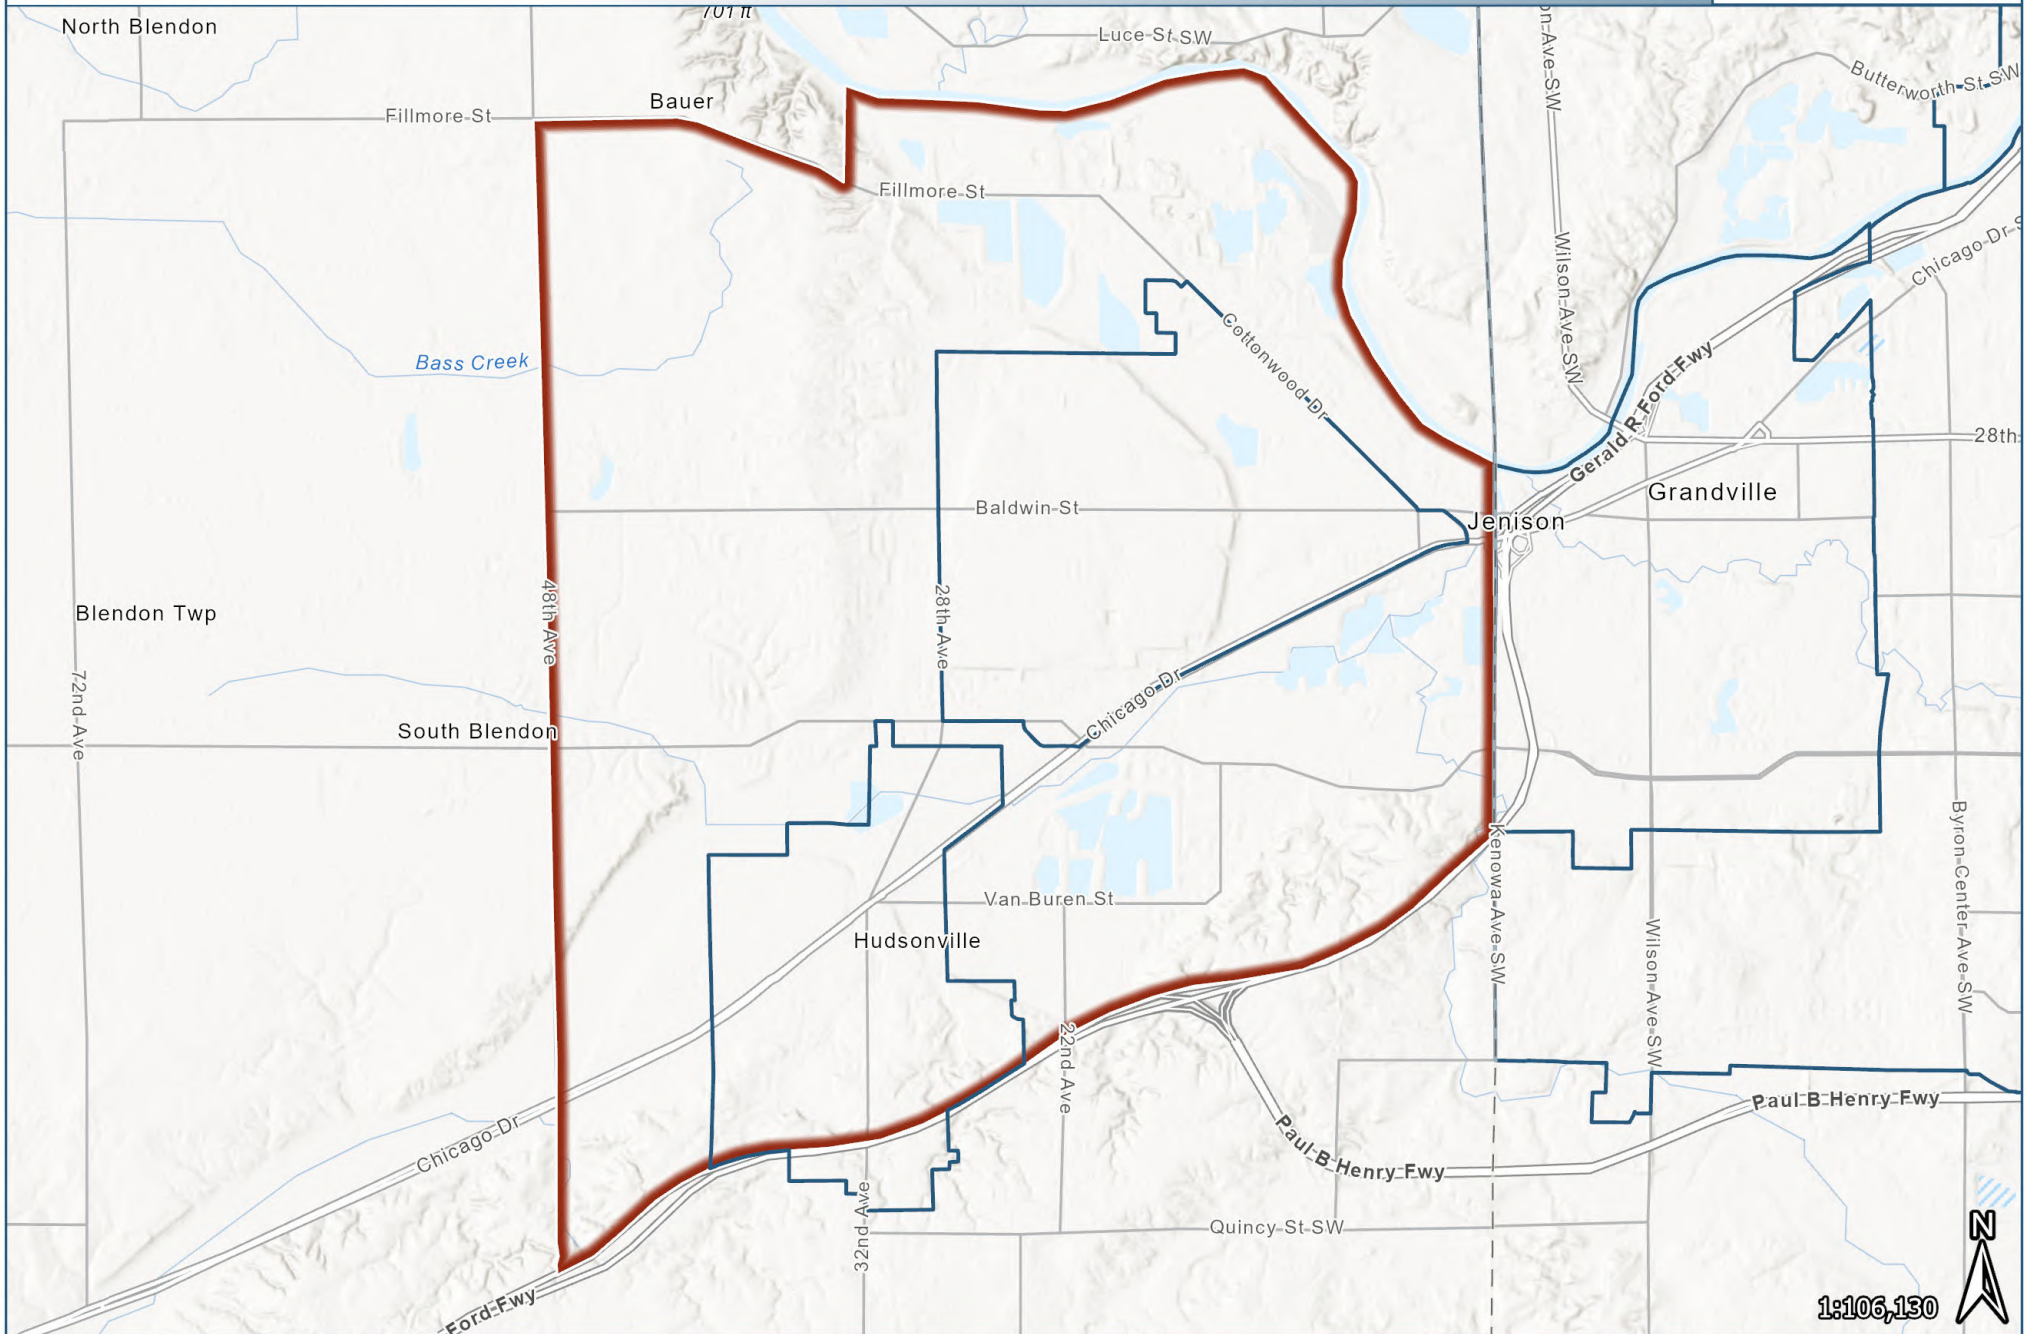 701 ft
North Blendon
Luce St SW
on-Ave-SW
Butterworth St SW
Bauer
Fillmore St
Fillmore St
Wilson-Ave-SW
Chicago-Dr-S
Bass Creek
Cottonwood Dr
Gerald R Ford Fwy
28th
Grandville
Baldwin St
Jenison
48th Ave
28th Ave
Blendon Twp
72nd Ave
Chicago Dr
South Blendon
Kenowa-Ave-SW
Byron-Center-Ave-SW
Van Buren St
Hudsonville
Wilson-Ave-SW
22nd Ave
Paul B Henry Fwy
Chicago Dr
Paul B Henry Fwy
32nd Ave
Quincy St SW
N
Ford Fwy
1:106,130